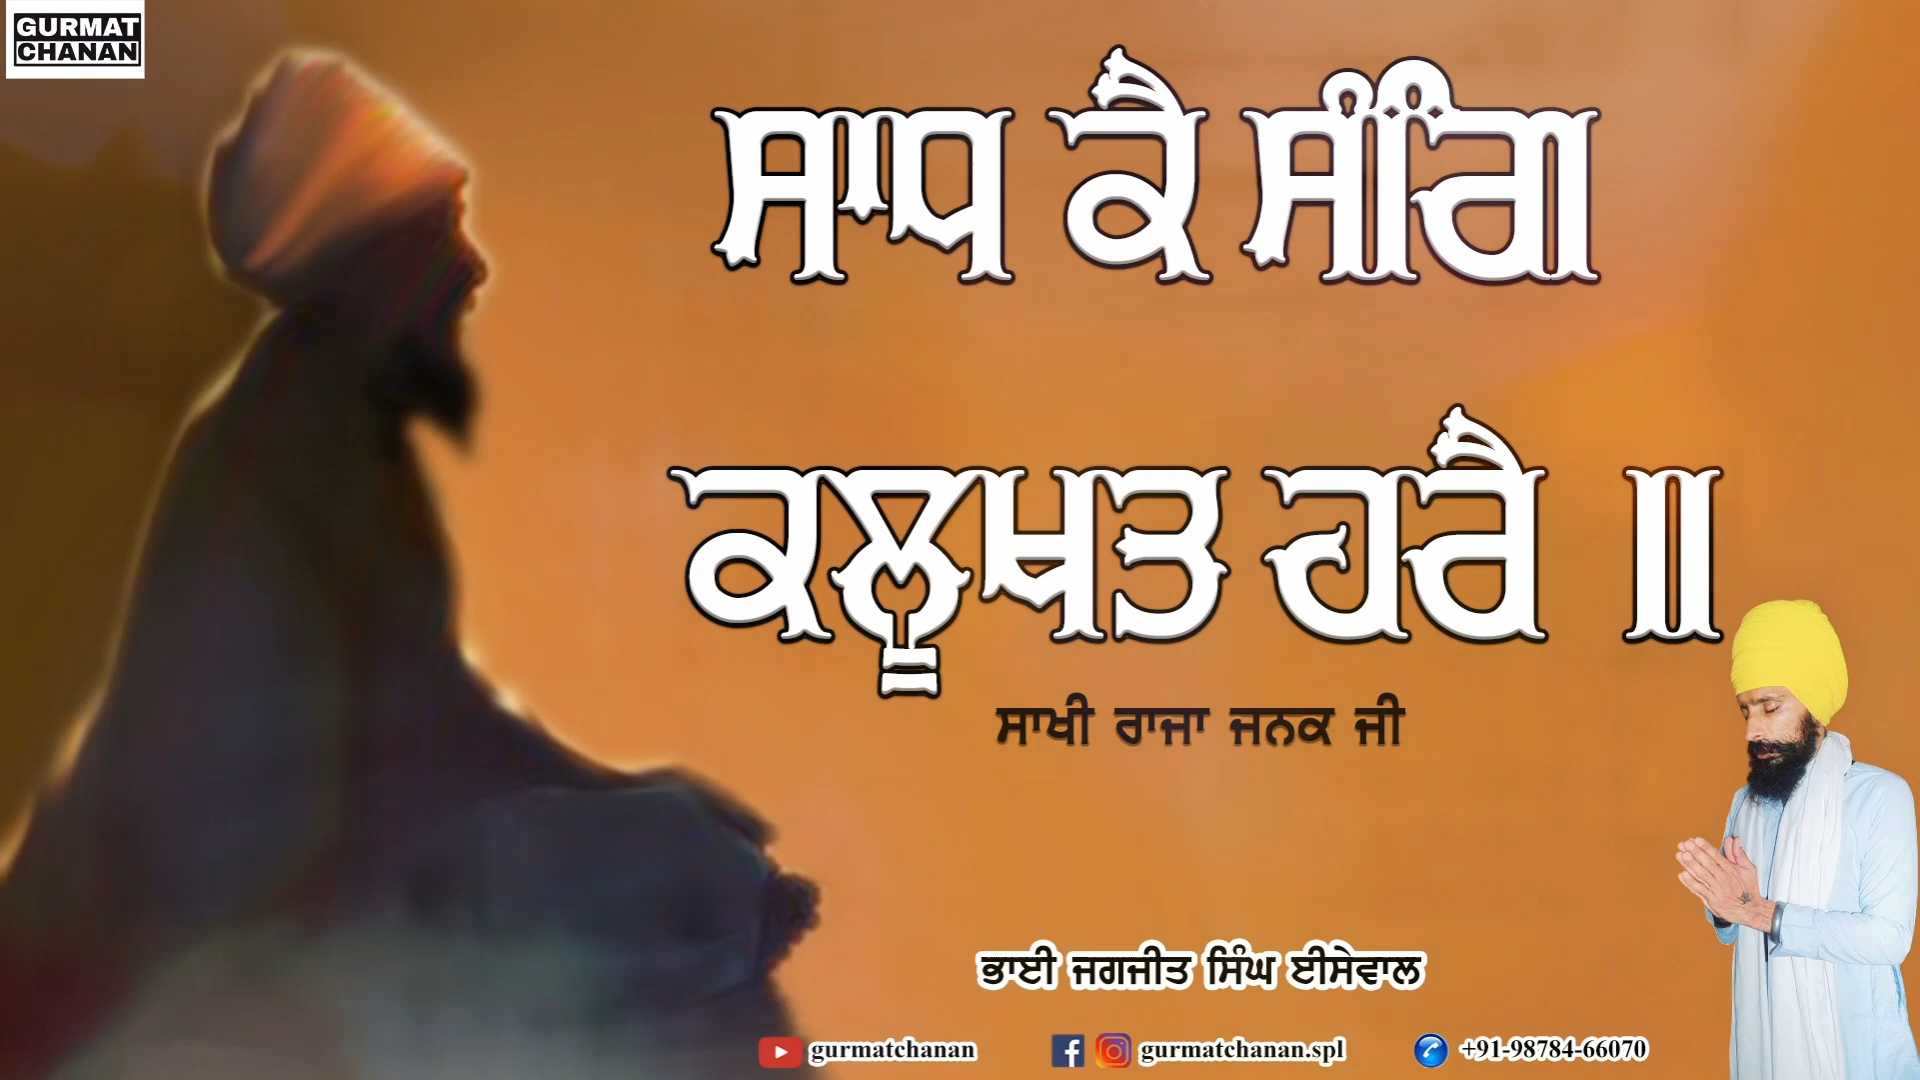 GURMAT
CHANAN
ਸਾਧ ਕੈ ਸੰਗਿ
ਕਲੂਖਤ ਹਰੈ ॥
ਸਾਖੀ ਰਾਜਾ ਜਨਕ ਜੀ
ਭਾਈ ਜਗਜੀਤ ਸਿੰਘ ਈਸੇਵਾਲ
gurmatchanan gurmatchanan.spl +91-98784-66070